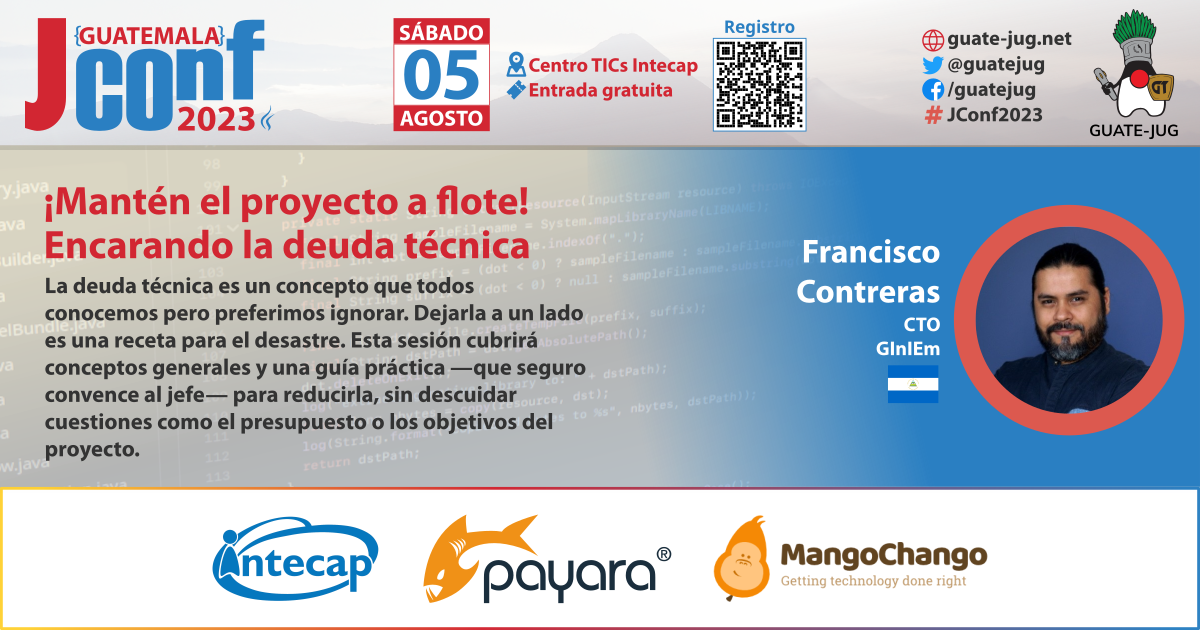 {GUATEMALA}
JConf
2023
SÁBADO
05
AGOSTO
Centro TICs Intecap
Entrada gratuita
Registro
guate-jug.net
@guatejug
/guatejug
# JConf2023
GT
GUATE-JUG
¡Mantén el proyecto a flote!
Encarando la deuda técnica
La deuda técnica es un concepto que todos
conocemos pero preferimos ignorar. Dejarla a un lado
es una receta para el desastre. Esta sesión cubrirá
conceptos generales y una guía práctica —que seguro
convence al jefe— para reducirla, sin descuidar
cuestiones como el presupuesto o los objetivos del
proyecto.
Francisco
Contreras
CTO
GInIEm
intecap
payara®
MangoChango
Getting technology done right